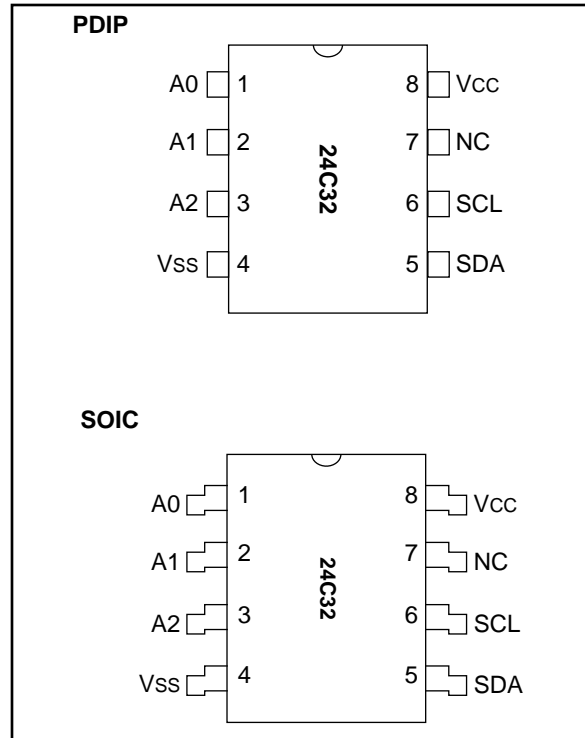 PDIP
A0 1 8 VCC
A1 2 7 NC
24C32
A2 3 6 SCL
VSS 4 5 SDA
SOIC
A0 1 8 VCC
A1 2 7 NC
24C32
A2 3 6 SCL
VSS 4 5 SDA